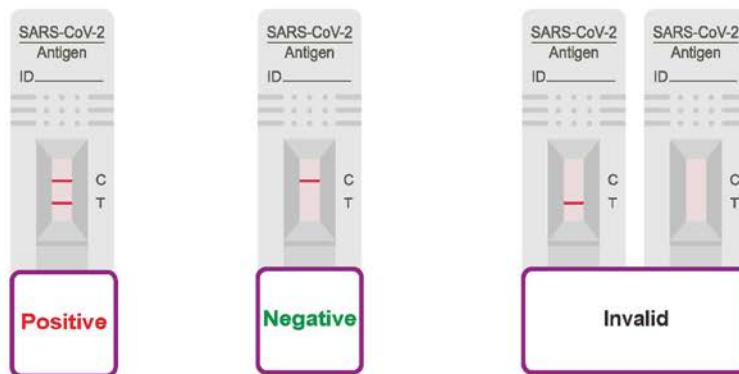 SARS-CoV-2
Antigen
ID
C
T
Positive
SARS-CoV-2
Antigen
ID
C
T
Negative
SARS-CoV-2
Antigen
ID
C
T
SARS-CoV-2
Antigen
ID
C
T
Invalid